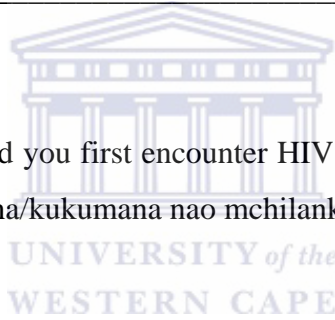 d you first encounter HIV
na/kukumana nao mchilank
UNIVERSITY of the
WESTERN CAPE